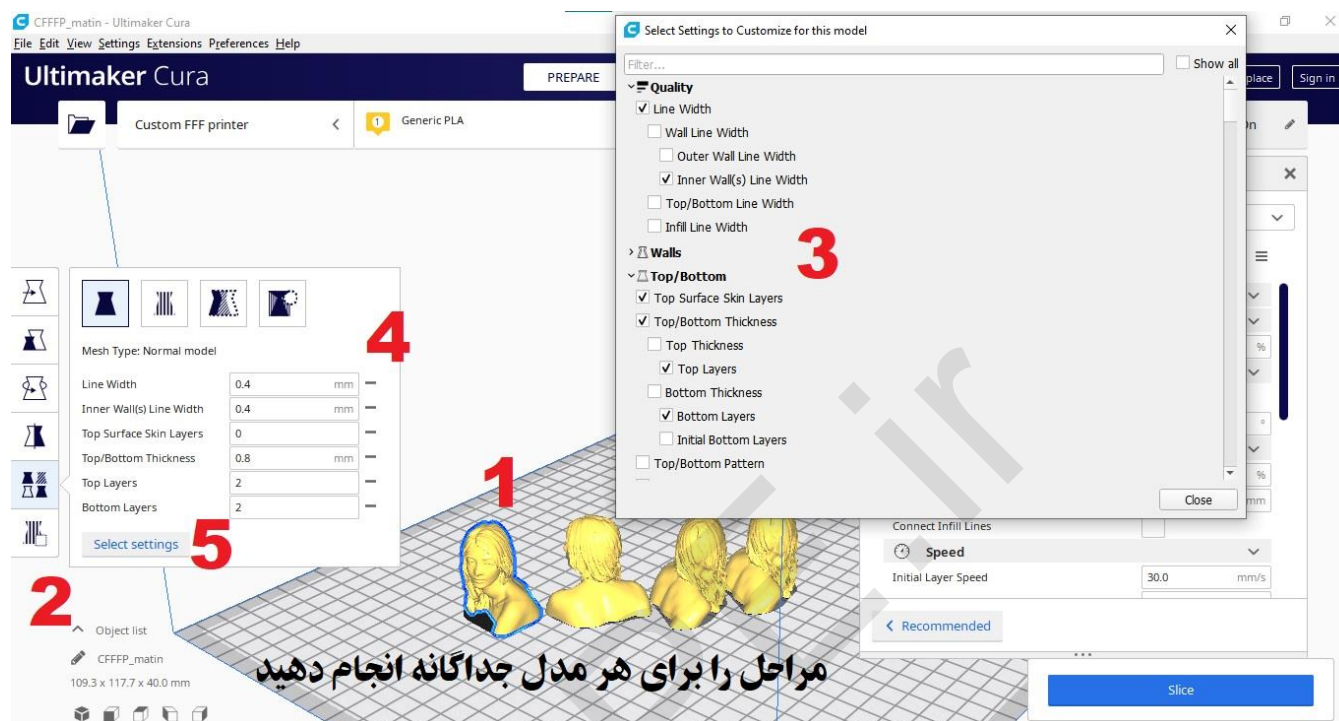 CFFFP_matin - Ultimaker Cura
File Edit View Settings Extensions Preferences Help
Ultimaker Cura
PREPARE
place
Sign in
Custom FFF printer
1
Generic PLA
On
Select Settings to Customize for this model
Filter...
Show all
Quality
Line Width
Wall Line Width
Outer Wall Line Width
Inner Wall(s) Line Width
Top/Bottom Line Width
Infill Line Width
Walls
Top/Bottom
Top Surface Skin Layers
Top/Bottom Thickness
Top Thickness
Top Layers
Bottom Thickness
Bottom Layers
Initial Bottom Layers
Top/Bottom Pattern
Close
3
4
Mesh Type: Normal model
Line Width 0.4 mm
Inner Wall(s) Line Width 0.4 mm
Top Surface Skin Layers 0
Top/Bottom Thickness 0.8 mm
Top Layers 2
Bottom Layers 2
Select settings
5
1
2
%
°
%
mm
Connect Infill Lines
Speed
Initial Layer Speed 30.0 mm/s
Recommended
Object list
CFFFP_matin
109.3 x 117.7 x 40.0 mm
مراحل را برای هر مدل جداگانه انجام دهید
Slice